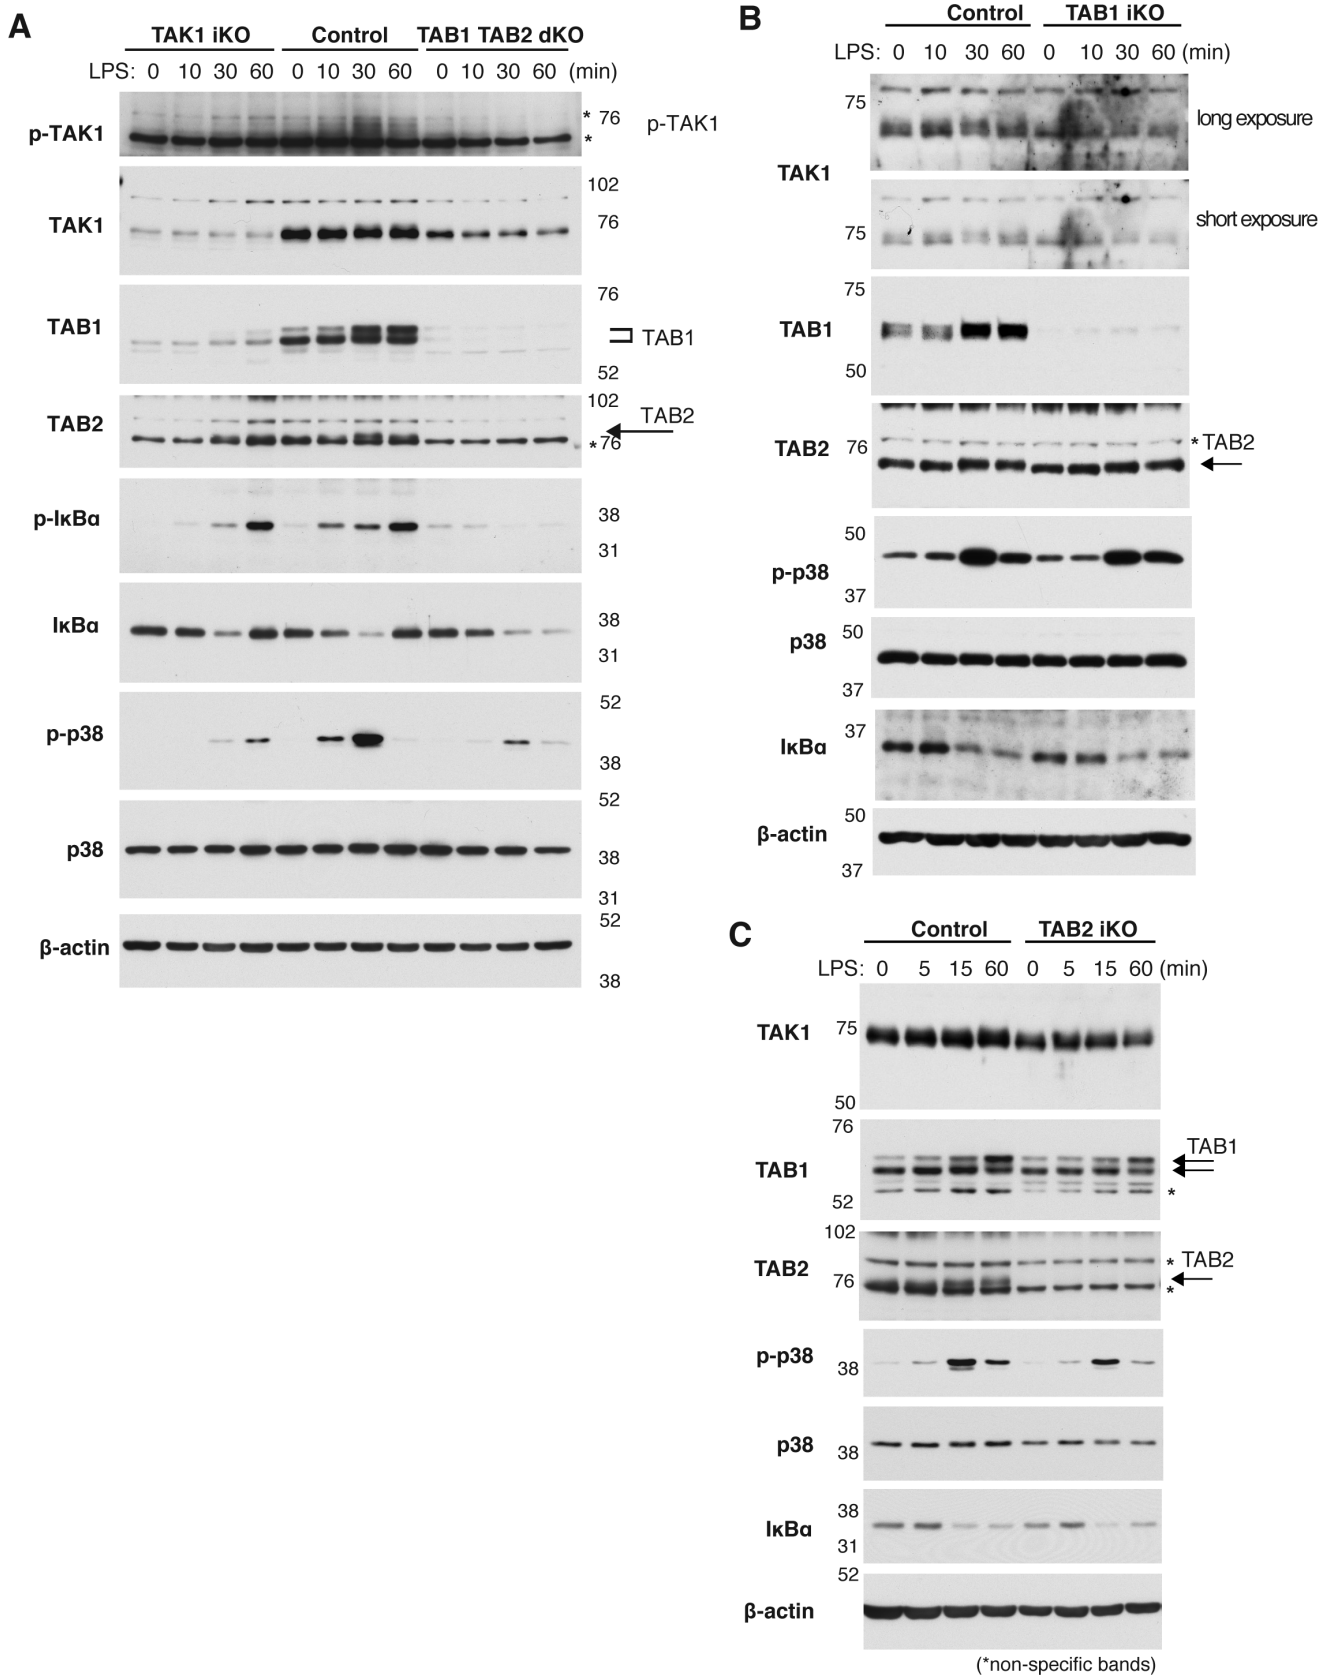 A
TAK1 iKO Control TAB1 TAB2 dKO
LPS: 0 10 30 60 0 10 30 60 0 10 30 60 (min)
p-TAK1
* 76
*
p-TAK1
TAK1
102
76
TAB1
76
TAB1
52
TAB2
102
TAB2
* 76
p-IκBα
38
31
IκBα
38
31
p-p38
52
38
p38
52
38
31
β-actin
52
38
B
Control TAB1 iKO
LPS: 0 10 30 60 0 10 30 60 (min)
TAK1
75
long exposure
75
short exposure
TAB1
75
50
TAB2
76
* TAB2
p-p38
50
37
p38
50
37
IκBα
37
β-actin
50
37
C
Control TAB2 iKO
LPS: 0 5 15 60 0 5 15 60 (min)
TAK1
75
50
TAB1
76
TAB1
52
*
TAB2
102
* TAB2
76
*
p-p38
38
p38
38
IκBα
38
31
β-actin
52
(*non-specific bands)